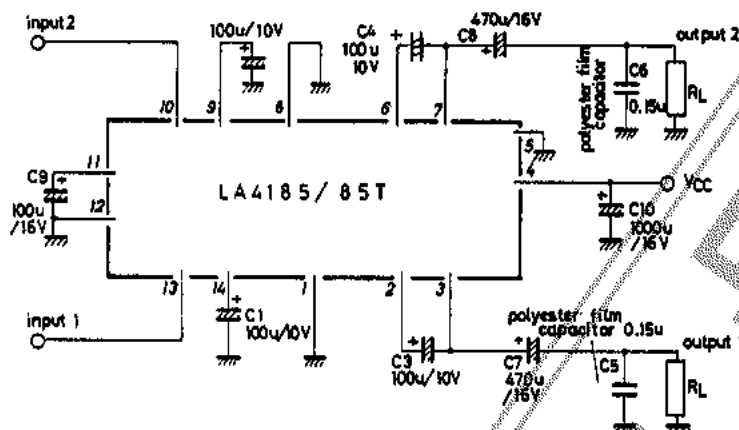 input 2
100u/10V
C4
100u
10V
470u/16V
C8
output 2
polyester film
capacitor
C6
0.15u
RL
10
9
8
6
7
5
4
11
12
C9
100u
/16V
LA4185/85T
VCC
C10
1000u
/16V
13
14
1
2
3
input 1
C1
100u/10V
C3
100u/10V
C7
470u
/16V
polyester film
capacitor 0.15u
C5
output
RL